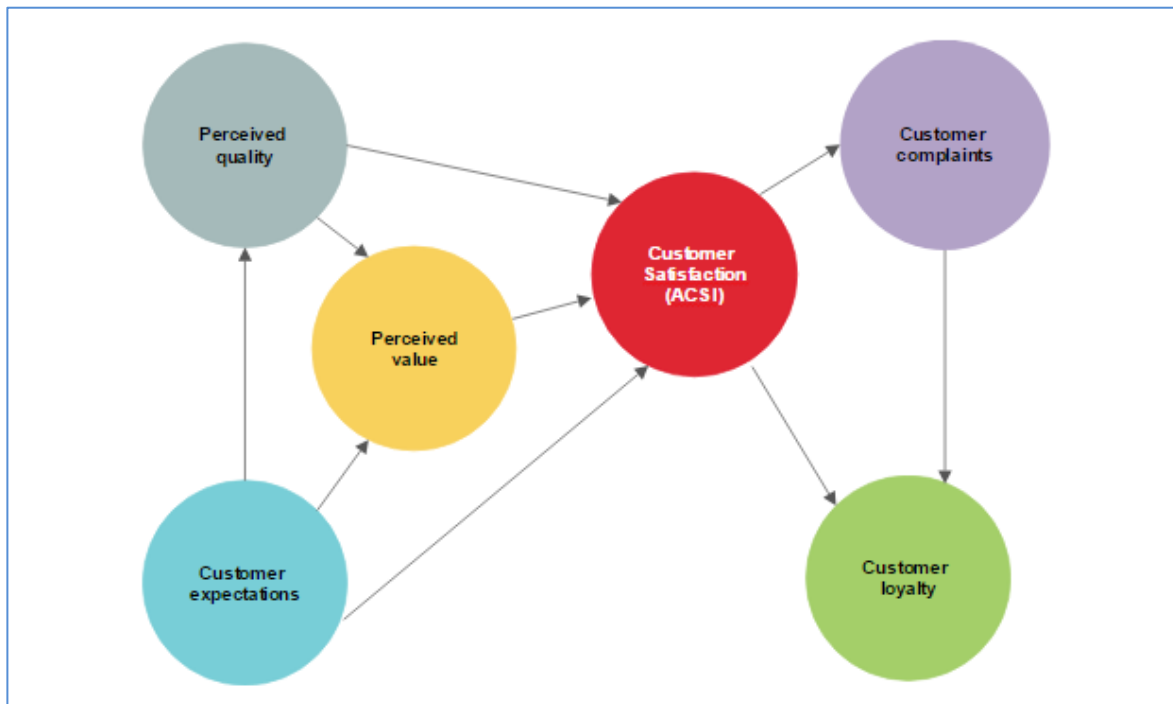 Perceived
quality
Customer
complaints
Customer
Satisfaction
(ACSI)
Perceived
value
Customer
expectations
Customer
loyalty